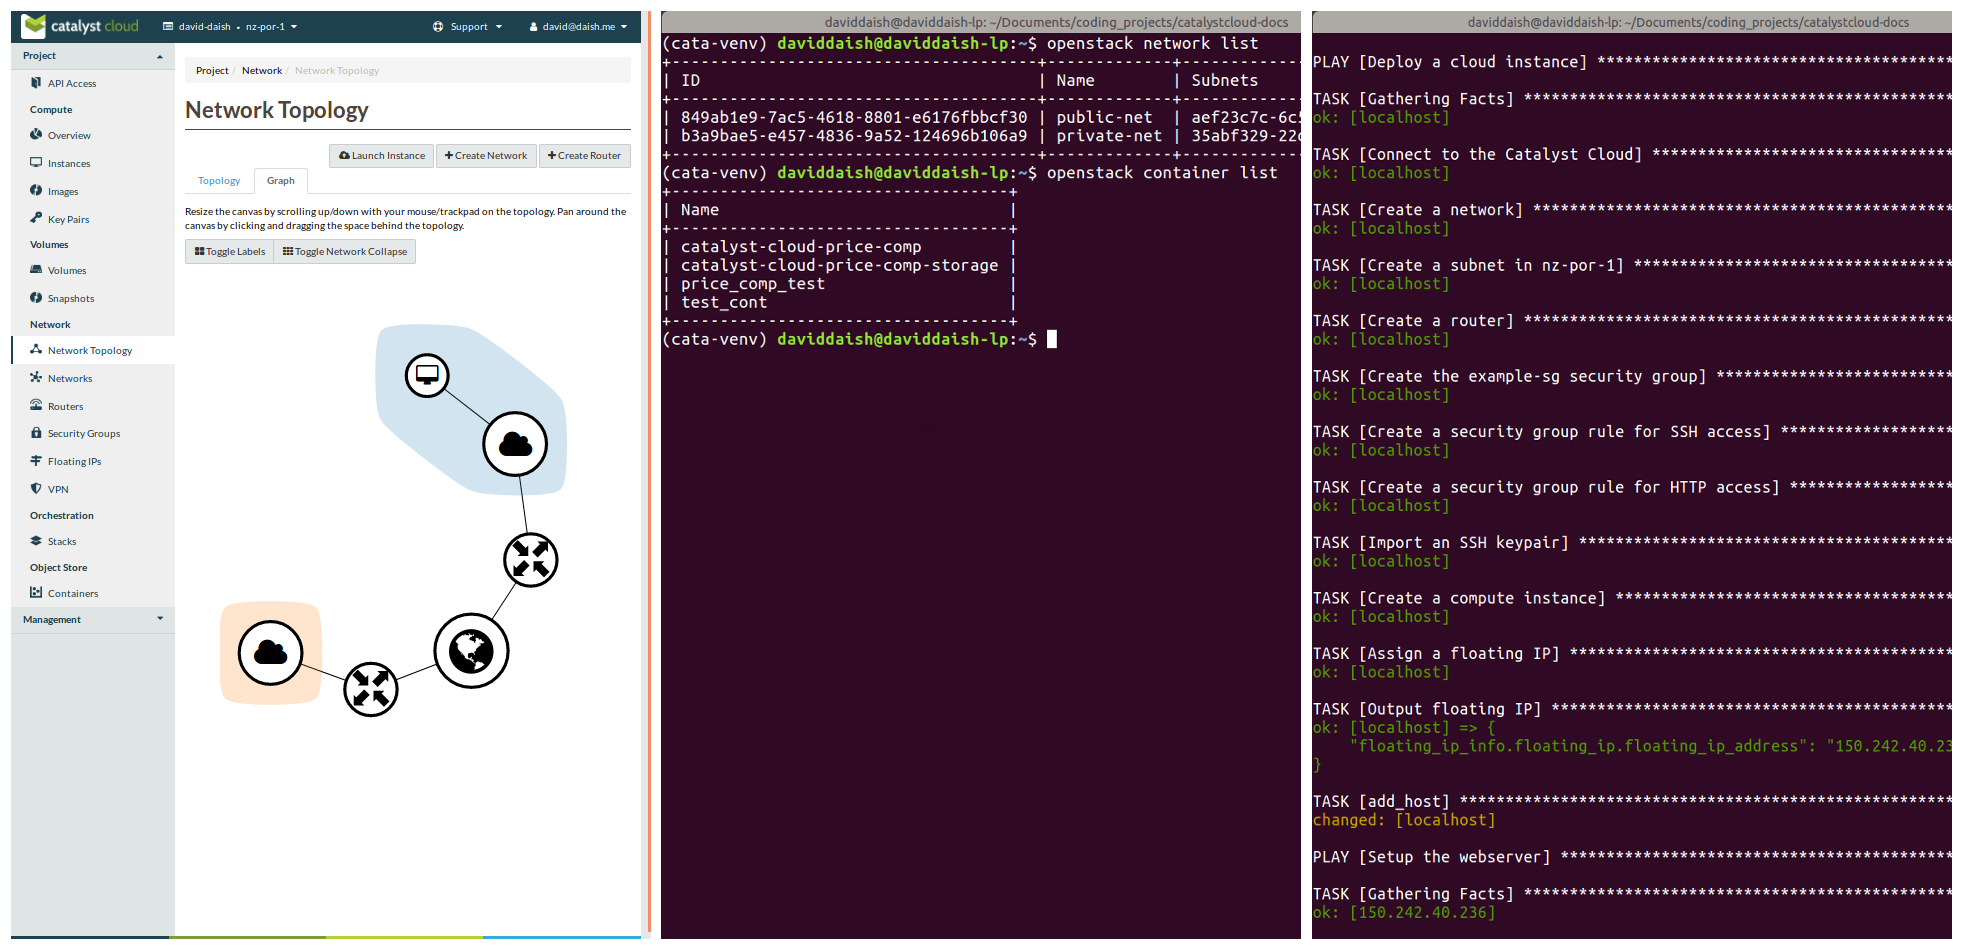 catalyst cloud
david-daish • nz-por-1
Support
david@daish.me
Project
API Access
Compute
Overview
Instances
Images
Key Pairs
Volumes
Volumes
Snapshots
Network
Network Topology
Networks
Routers
Security Groups
Floating IPs
VPN
Orchestration
Stacks
Object Store
Containers
Management
Project / Network / Network Topology
Network Topology
Launch Instance
+ Create Network
+ Create Router
Topology
Graph
Resize the canvas by scrolling up/down with your mouse/trackpad on the topology. Pan around the
canvas by clicking and dragging the space behind the topology.
Toggle Labels
Toggle Network Collapse
daviddaish@daviddaish-lp: ~/Documents/coding_projects/catalystcloud-docs
(cata-venv) daviddaish@daviddaish-lp:~$ openstack network list
+--------------------------------------+-------------+-------------
| ID | Name | Subnets
+--------------------------------------+-------------+-------------
| 849ab1e9-7ac5-4618-8801-e6176fbbcf30 | public-net | aef23c7c-6c5
| b3a9bae5-e457-4836-9a52-124696b106a9 | private-net | 35abf329-22c
+--------------------------------------+-------------+-------------
(cata-venv) daviddaish@daviddaish-lp:~$ openstack container list
+-----------------------------------+
| Name |
+-----------------------------------+
| catalyst-cloud-price-comp |
| catalyst-cloud-price-comp-storage |
| price_comp_test |
| test_cont |
+-----------------------------------+
(cata-venv) daviddaish@daviddaish-lp:~$
daviddaish@daviddaish-lp: ~/Documents/coding_projects/catalystcloud-docs
PLAY [Deploy a cloud instance] ***************************************
TASK [Gathering Facts] ***********************************************
ok: [localhost]
TASK [Connect to the Catalyst Cloud] *********************************
ok: [localhost]
TASK [Create a network] **********************************************
ok: [localhost]
TASK [Create a subnet in nz-por-1] ***********************************
ok: [localhost]
TASK [Create a router] ***********************************************
ok: [localhost]
TASK [Create the example-sg security group] **************************
ok: [localhost]
TASK [Create a security group rule for SSH access] *******************
ok: [localhost]
TASK [Create a security group rule for HTTP access] ******************
ok: [localhost]
TASK [Import an SSH keypair] *****************************************
ok: [localhost]
TASK [Create a compute instance] *************************************
ok: [localhost]
TASK [Assign a floating IP] ******************************************
ok: [localhost]
TASK [Output floating IP] ********************************************
ok: [localhost] => {
"floating_ip_info.floating_ip.floating_ip_address": "150.242.40.23
}
TASK [add_host] ******************************************************
changed: [localhost]
PLAY [Setup the webserver] *******************************************
TASK [Gathering Facts] ***********************************************
ok: [150.242.40.236]